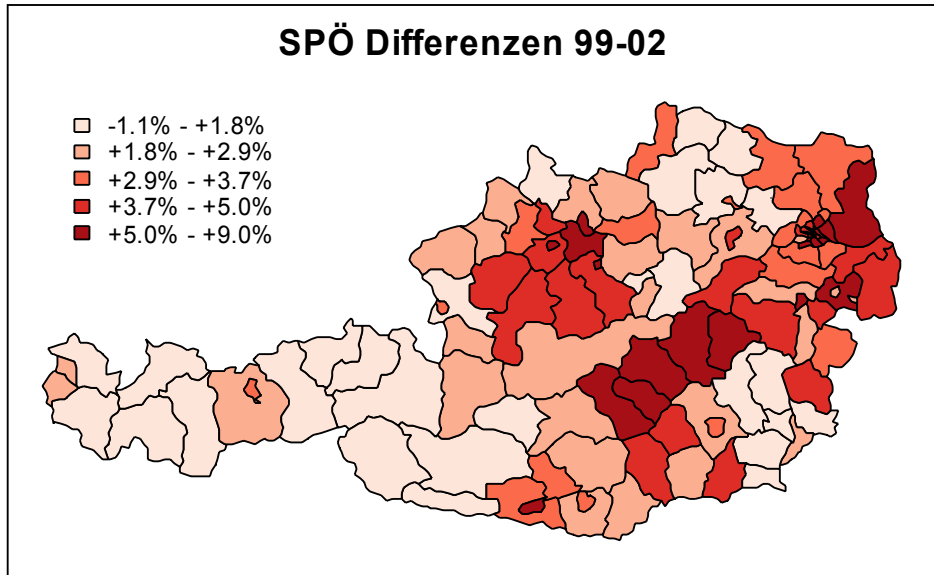 SPÖ Differenzen 99-02
-1.1% - +1.8%
+1.8% - +2.9%
+2.9% - +3.7%
+3.7% - +5.0%
+5.0% - +9.0%